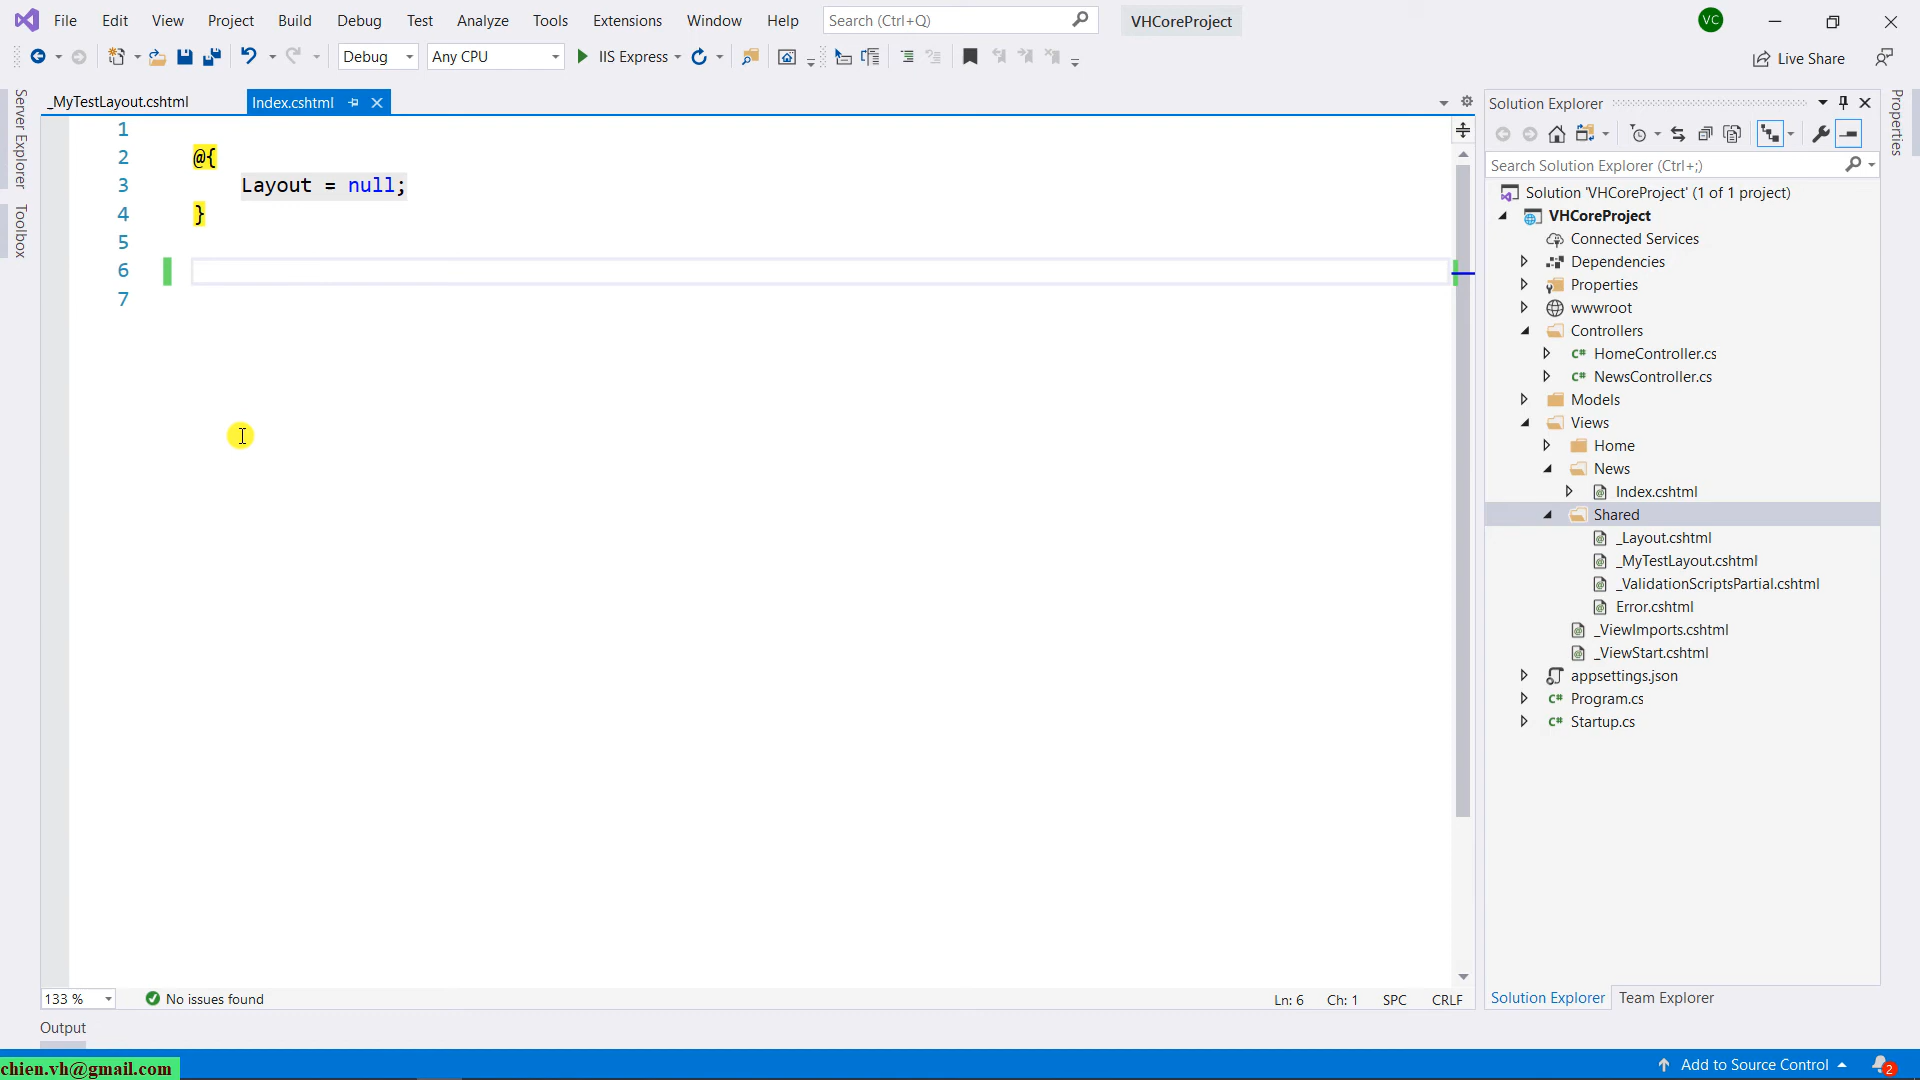 File Edit View Project Build Debug Test Analyze Tools Extensions Window Help Search (Ctrl+Q) VHCoreProject VC
Debug Any CPU IIS Express Live Share
Server Explorer
Toolbox
_MyTestLayout.cshtml Index.cshtml
1
2 @{
3 Layout = null;
4 }
5
6
7
133 % No issues found Ln: 6 Ch: 1 SPC CRLF
Output
Solution Explorer
Search Solution Explorer (Ctrl+;)
Solution 'VHCoreProject' (1 of 1 project)
VHCoreProject
Connected Services
Dependencies
Properties
wwwroot
Controllers
C# HomeController.cs
C# NewsController.cs
Models
Views
Home
News
Index.cshtml
Shared
_Layout.cshtml
_MyTestLayout.cshtml
_ValidationScriptsPartial.cshtml
Error.cshtml
_ViewImports.cshtml
_ViewStart.cshtml
appsettings.json
C# Program.cs
C# Startup.cs
Solution Explorer Team Explorer
Properties
chien.vh@gmail.com
Add to Source Control 2